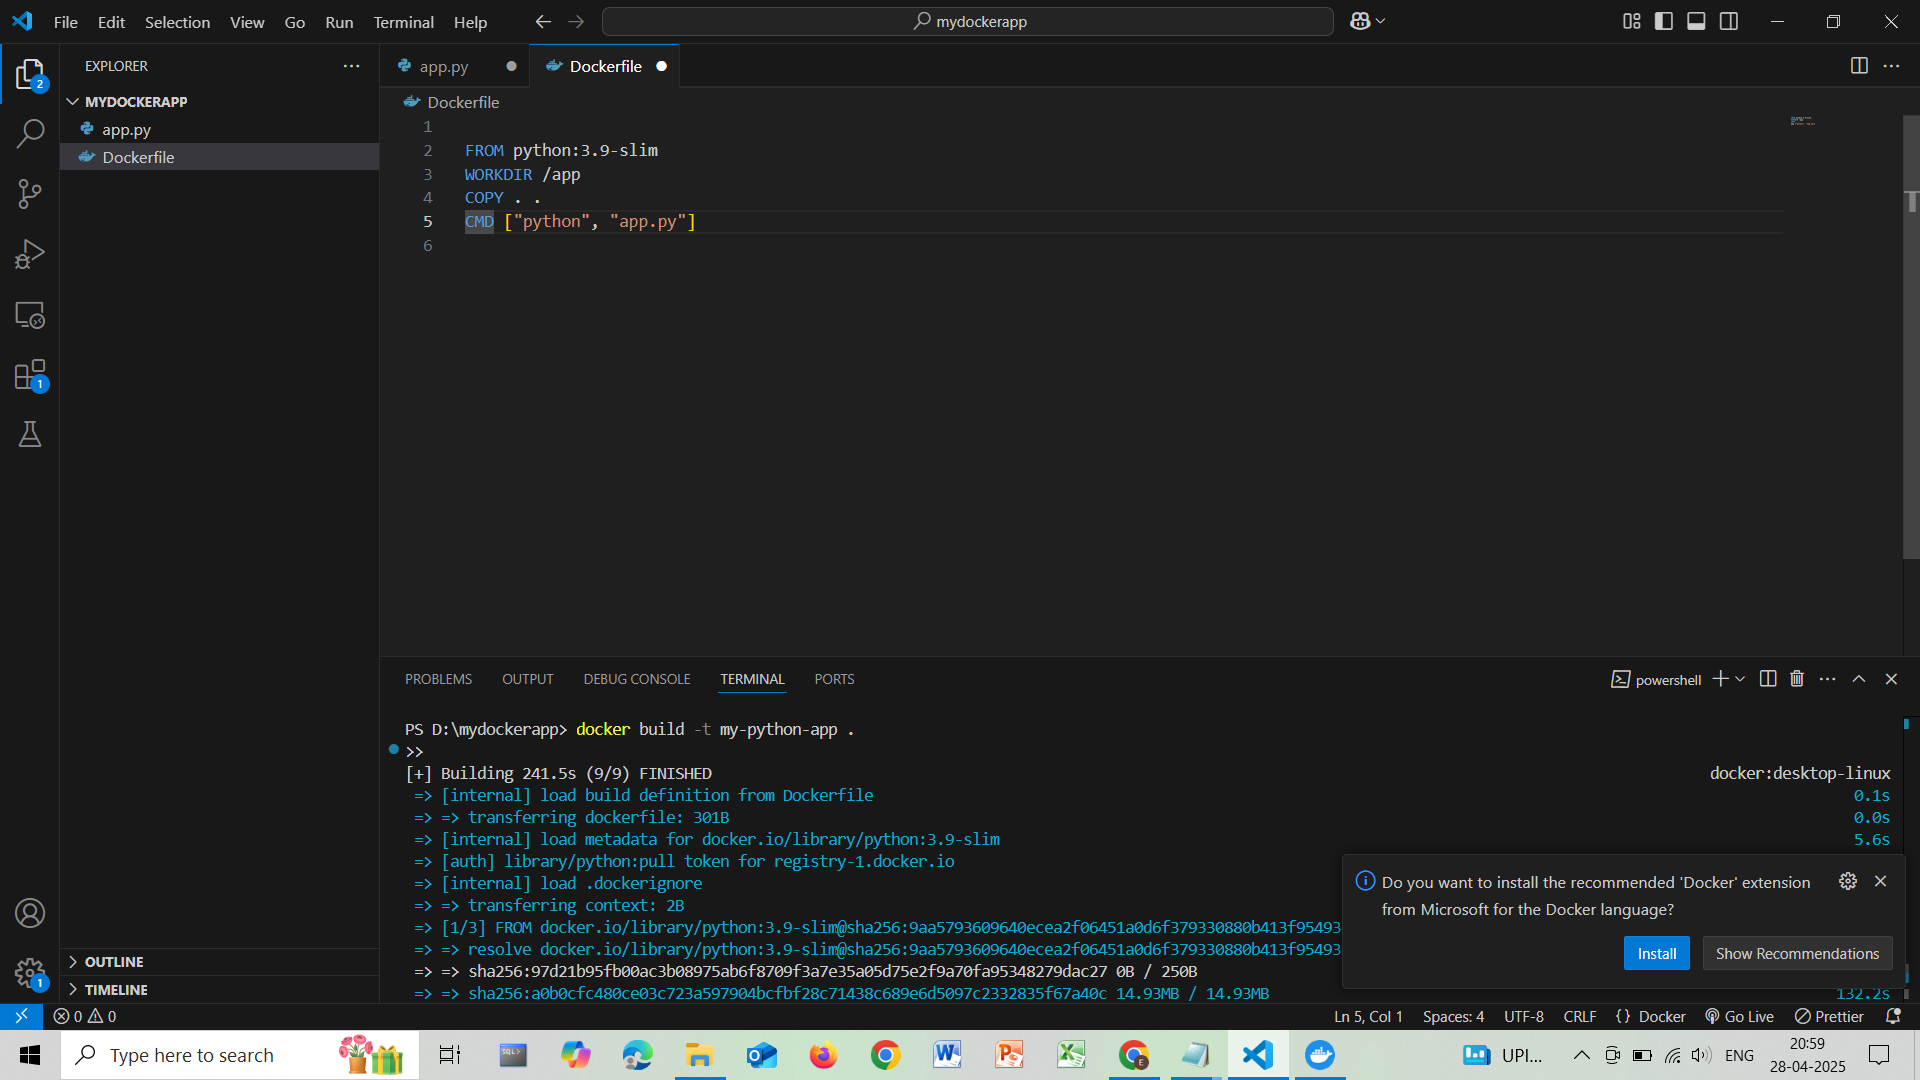 File Edit Selection View Go Run Terminal Help
mydockerapp
EXPLORER
2
MYDOCKERAPP
app.py
Dockerfile
1
OUTLINE
TIMELINE
1
app.py
Dockerfile
Dockerfile
1
2 FROM python:3.9-slim
3 WORKDIR /app
4 COPY . .
5 CMD ["python", "app.py"]
6
PROBLEMS OUTPUT DEBUG CONSOLE TERMINAL PORTS
powershell
PS D:\mydockerapp> docker build -t my-python-app .
>>
[+] Building 241.5s (9/9) FINISHED docker:desktop-linux
=> [internal] load build definition from Dockerfile 0.1s
=> => transferring dockerfile: 301B 0.0s
=> [internal] load metadata for docker.io/library/python:3.9-slim 5.6s
=> [auth] library/python:pull token for registry-1.docker.io
=> [internal] load .dockerignore
=> => transferring context: 2B
=> [1/3] FROM docker.io/library/python:3.9-slim@sha256:9aa5793609640ecea2f06451a0d6f379330880b413f95493
=> => resolve docker.io/library/python:3.9-slim@sha256:9aa5793609640ecea2f06451a0d6f379330880b413f95493
=> => sha256:97d21b95fb00ac3b08975ab6f8709f3a7e35a05d75e2f9a70fa95348279dac27 0B / 250B
=> => sha256:a0b0cfc480ce03c723a597904bcfbf28c71438c689e6d5097c2332835f67a40c 14.93MB / 14.93MB 132.2s
Do you want to install the recommended 'Docker' extension
from Microsoft for the Docker language?
Install Show Recommendations
0 0 Ln 5, Col 1 Spaces: 4 UTF-8 CRLF {} Docker Go Live Prettier
Type here to search
SQL>
E
UPI...
ENG
20:59
28-04-2025